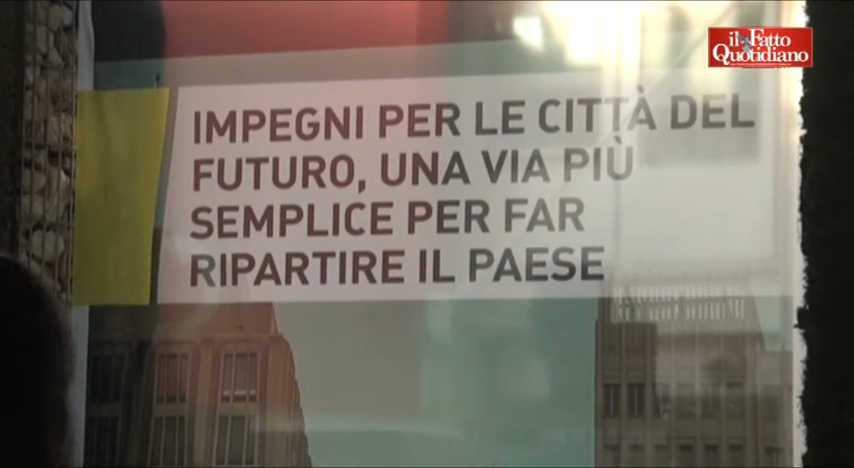 il Fatto
Quotidiano
IMPEGNI PER LE CITTÀ DEL
FUTURO, UNA VIA PIÙ
SEMPLICE PER FAR
RIPARTIRE IL PAESE